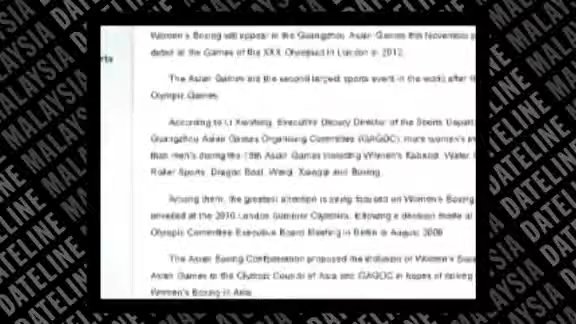 Women's Boxing will appear in the Guangzhou Asian Games this November
debut at the Games of the XXX Olympiad in London in 2012
The Asian Games are the second largest sports event in the world after
Olympic Games
According to Li Executive Deputy Director of the Sports
Guangzhou Asian Games Organising Committee (GAGOC), more women's
than men's during the 16th Asian Games including Women's Kabaddi, Water
Roller Sports, Dragon Boat, Weiqi, Xiangqi and Boxing
Among them, the greatest attention is being focused on Women's Boxing
unveiled at the London Summer Olympics, following a decision made at
Olympic Committee Executive Board Meeting in Berlin in August 2009
The Asian Boxing Confederation proposed the inclusion of Women's
Asian Games to the Olympic Council of Asia and GAGOC in hopes of
Women's Boxing in Asia
DATELINE MALAYSIA